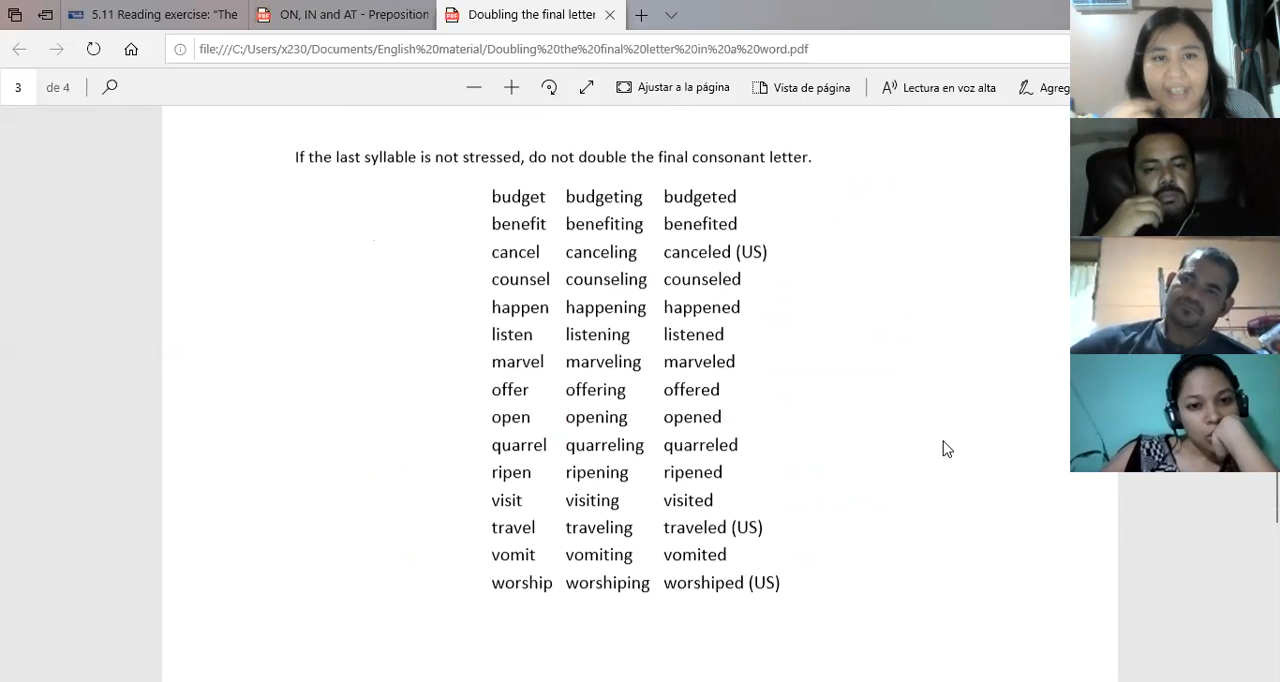 5.11 Reading exercise: "The
ON, IN and AT - Preposition
Doubling the final letter
file:///C:/Users/x230/Documents/English%20material/Doubling%20the%20final%20letter%20in%20a%20word.pdf
3 de 4
Ajustar a la página
Vista de página
Lectura en voz alta
Agreg
If the last syllable is not stressed, do not double the final consonant letter.
budget budgeting budgeted
benefit benefiting benefited
cancel canceling canceled (US)
counsel counseling counseled
happen happening happened
listen listening listened
marvel marveling marveled
offer offering offered
open opening opened
quarrel quarreling quarreled
ripen ripening ripened
visit visiting visited
travel traveling traveled (US)
vomit vomiting vomited
worship worshiping worshiped (US)